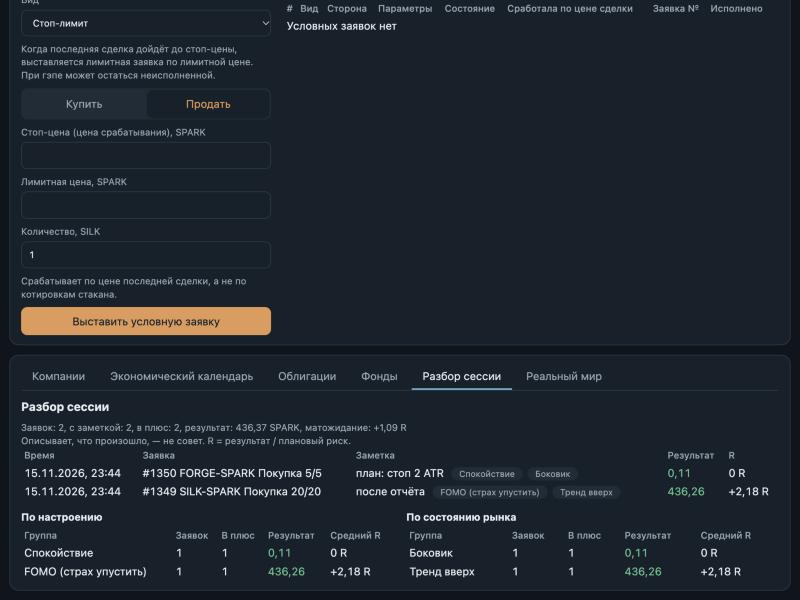 Вид
Стоп-лимит
Когда последняя сделка дойдёт до стоп-цены,
выставляется лимитная заявка по лимитной цене.
При гэпе может остаться неисполненной.
Купить Продать
Стоп-цена (цена срабатывания), SPARK
Лимитная цена, SPARK
Количество, SILK
1
Срабатывает по цене последней сделки, а не по
котировкам стакана.
Выставить условную заявку
# Вид Сторона Параметры Состояние Сработала по цене сделки Заявка № Исполнено
Условных заявок нет
Компании Экономический календарь Облигации Фонды Разбор сессии Реальный мир
Разбор сессии
Заявок: 2, с заметкой: 2, в плюс: 2, результат: 436,37 SPARK, матожидание: +1,09 R
Описывает, что произошло, — не совет. R = результат / плановый риск.
Время Заявка Заметка Результат R
15.11.2026, 23:44 #1350 FORGE-SPARK Покупка 5/5 план: стоп 2 ATR Спокойствие Боковик 0,11 0 R
15.11.2026, 23:44 #1349 SILK-SPARK Покупка 20/20 после отчёта FOMO (страх упустить) Тренд вверх 436,26 +2,18 R
По настроению
Группа Заявок В плюс Результат Средний R
Спокойствие 1 1 0,11 0 R
FOMO (страх упустить) 1 1 436,26 +2,18 R
По состоянию рынка
Группа Заявок В плюс Результат Средний R
Боковик 1 1 0,11 0 R
Тренд вверх 1 1 436,26 +2,18 R